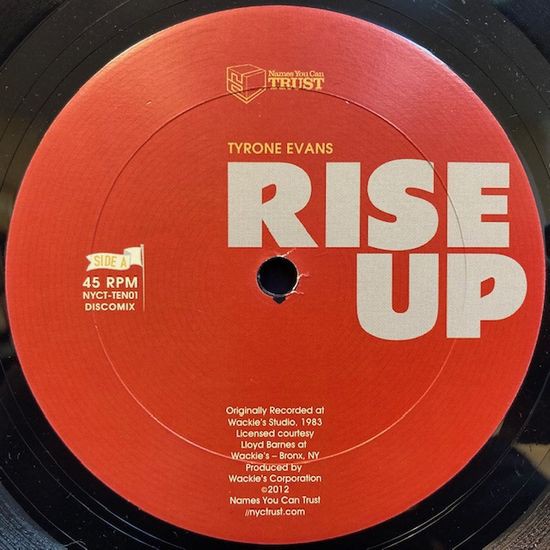 Names You Can
TRUST
TYRONE EVANS
RISE
UP
SIDE A
45 RPM
NYCT-TEN01
DISCOMIX
Originally Recorded at
Wackie's Studio, 1983
Licensed courtesy
Lloyd Barnes at
Wackie's – Bronx, NY
Produced by
Wackie's Corporation
©2012
Names You Can Trust
//nyctrust.com